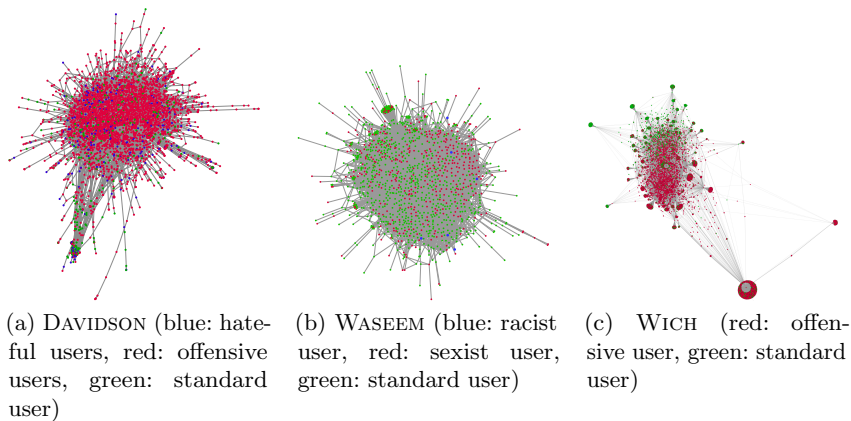 (a) DAVIDSON (blue: hate-
ful users, red: offensive
users, green: standard
user)
(b) WASEEM (blue: racist
user, red: sexist user,
green: standard user)
(c) WICH (red: offen-
sive user, green: standard
user)